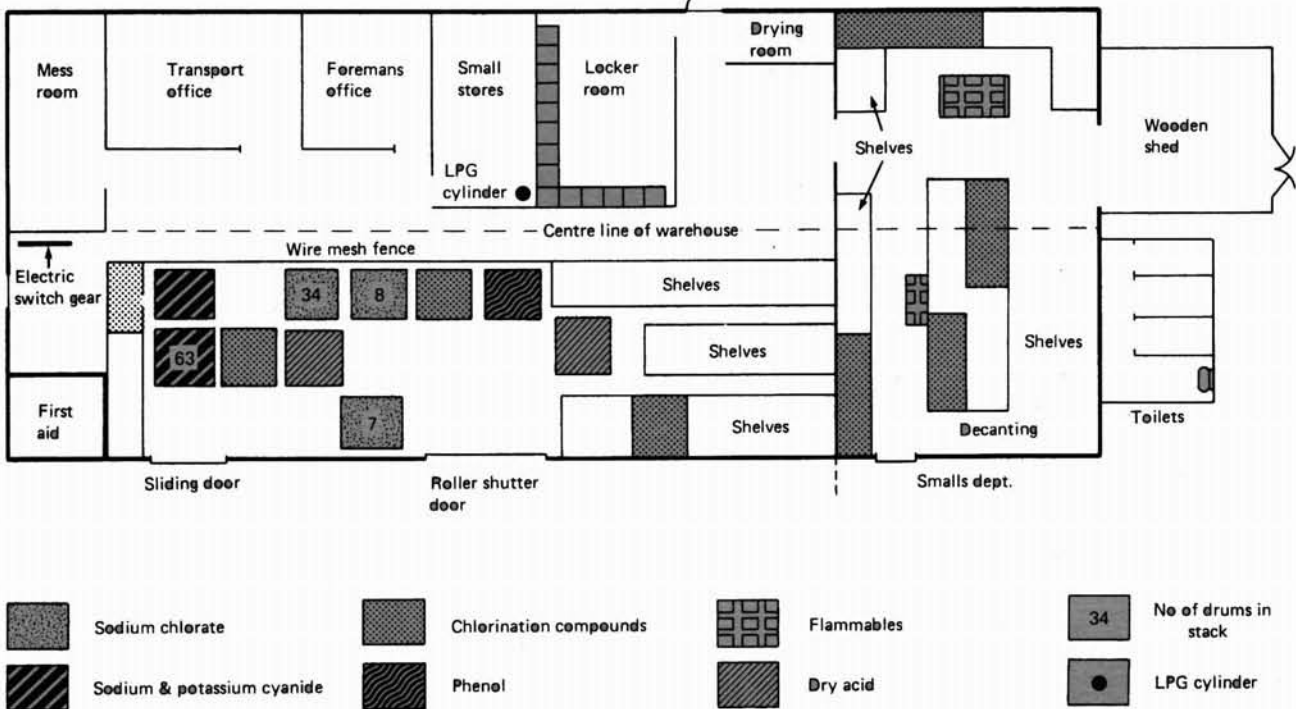 Mess
room
Transport
office
Foremans
office
Small
stores
Locker
room
Drying
room
Shelves
Wooden
shed
LPG
cylinder
Centre line of warehouse
Wire mesh fence
Electric
switch gear
34
8
Shelves
63
Shelves
Shelves
First
aid
7
Shelves
Decanting
Toilets
Sliding door
Roller shutter
door
Smalls dept.
Sodium chlorate
Chlorination compounds
Flammables
34
No of drums in
stack
Sodium & potassium cyanide
Phenol
Dry acid
LPG cylinder